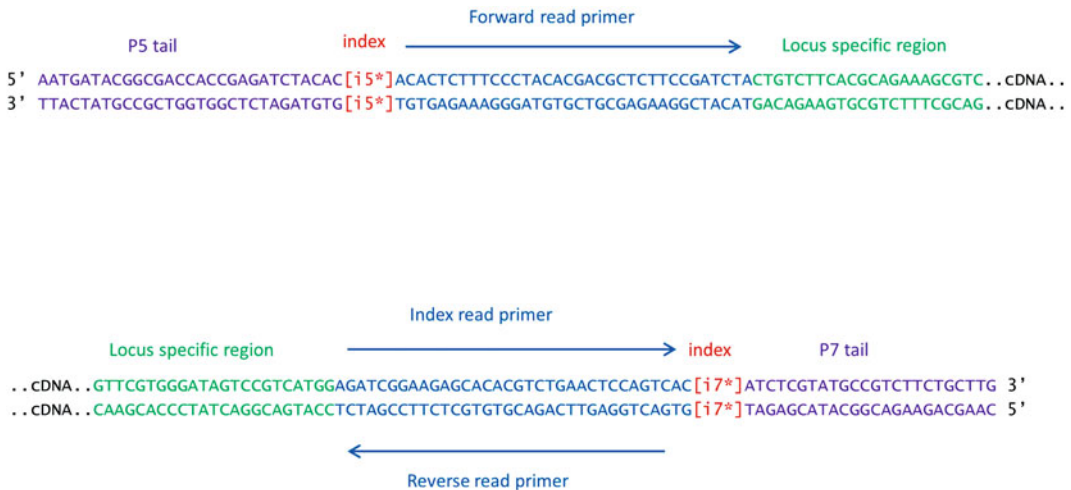 Forward read primer
P5 tail index Locus specific region
5’ AATGATACGGCGACCACCGAGATCTACAC[i5*]ACACTCTTTCCCTACACGACGCTCTTCCGATCTACTGTCTTCACGCAGAAAGCGTC..cDNA..
3’ TTACTATGCCGCTGGTGGCTCTAGATGTG[i5*]TGTGAGAAAGGGATGTGCTGCGAGAAGGCTACATGACAGAAGTGCGTCTTTCGCAG..cDNA..
Index read primer
Locus specific region index P7 tail
..cDNA..GTTCGTGGGATAGTCCGTCATGGAGATCGGAAGAGCACACGTCTGAACTCCAGTCAC[i7*]ATCTCGTATGCCGTCTTCTGCTTG 3’
..cDNA..CAAGCACCCTATCAGGCAGTACCTCTAGCCTTCTCGTGTGCAGACTTGAGGTCAGTG[i7*]TAGAGCATACGGCAGAAGACGAAC 5’
Reverse read primer